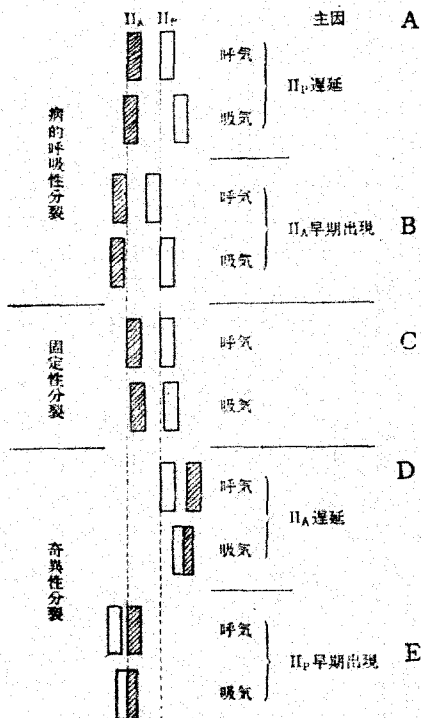 II_A II_P 主因 A
呼気
II_P遅延
吸気
病的呼吸性分裂
呼気
II_A早期出現 B
吸気
C
固定性分裂
呼気
吸気
D
呼気
II_A遅延
吸気
奇異性分裂
呼気
II_P早期出現 E
吸気